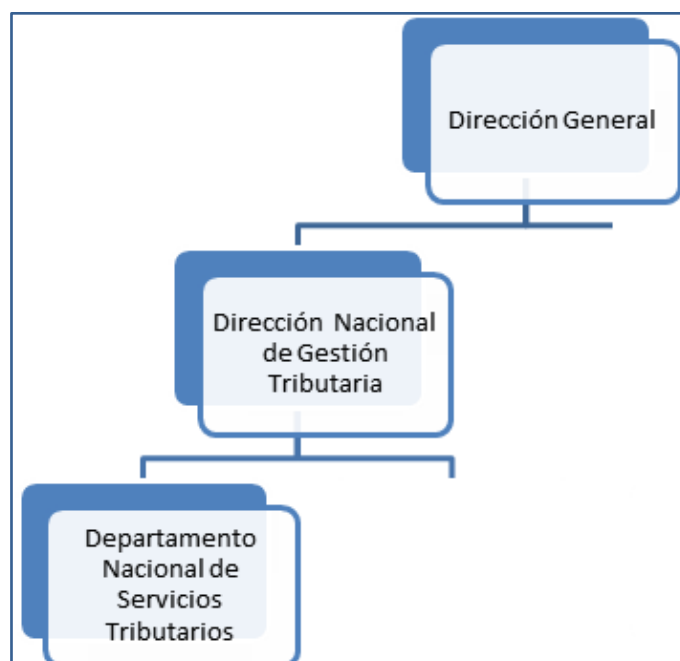 Dirección General
Dirección Nacional
de Gestión
Tributaria
Departamento
Nacional de
Servicios
Tributarios